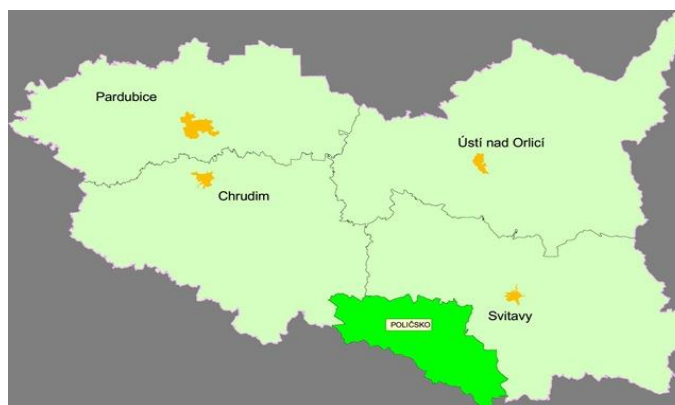 Pardubice
Ústí nad Orlicí
Chrudim
Svitavy
POLIČSKO